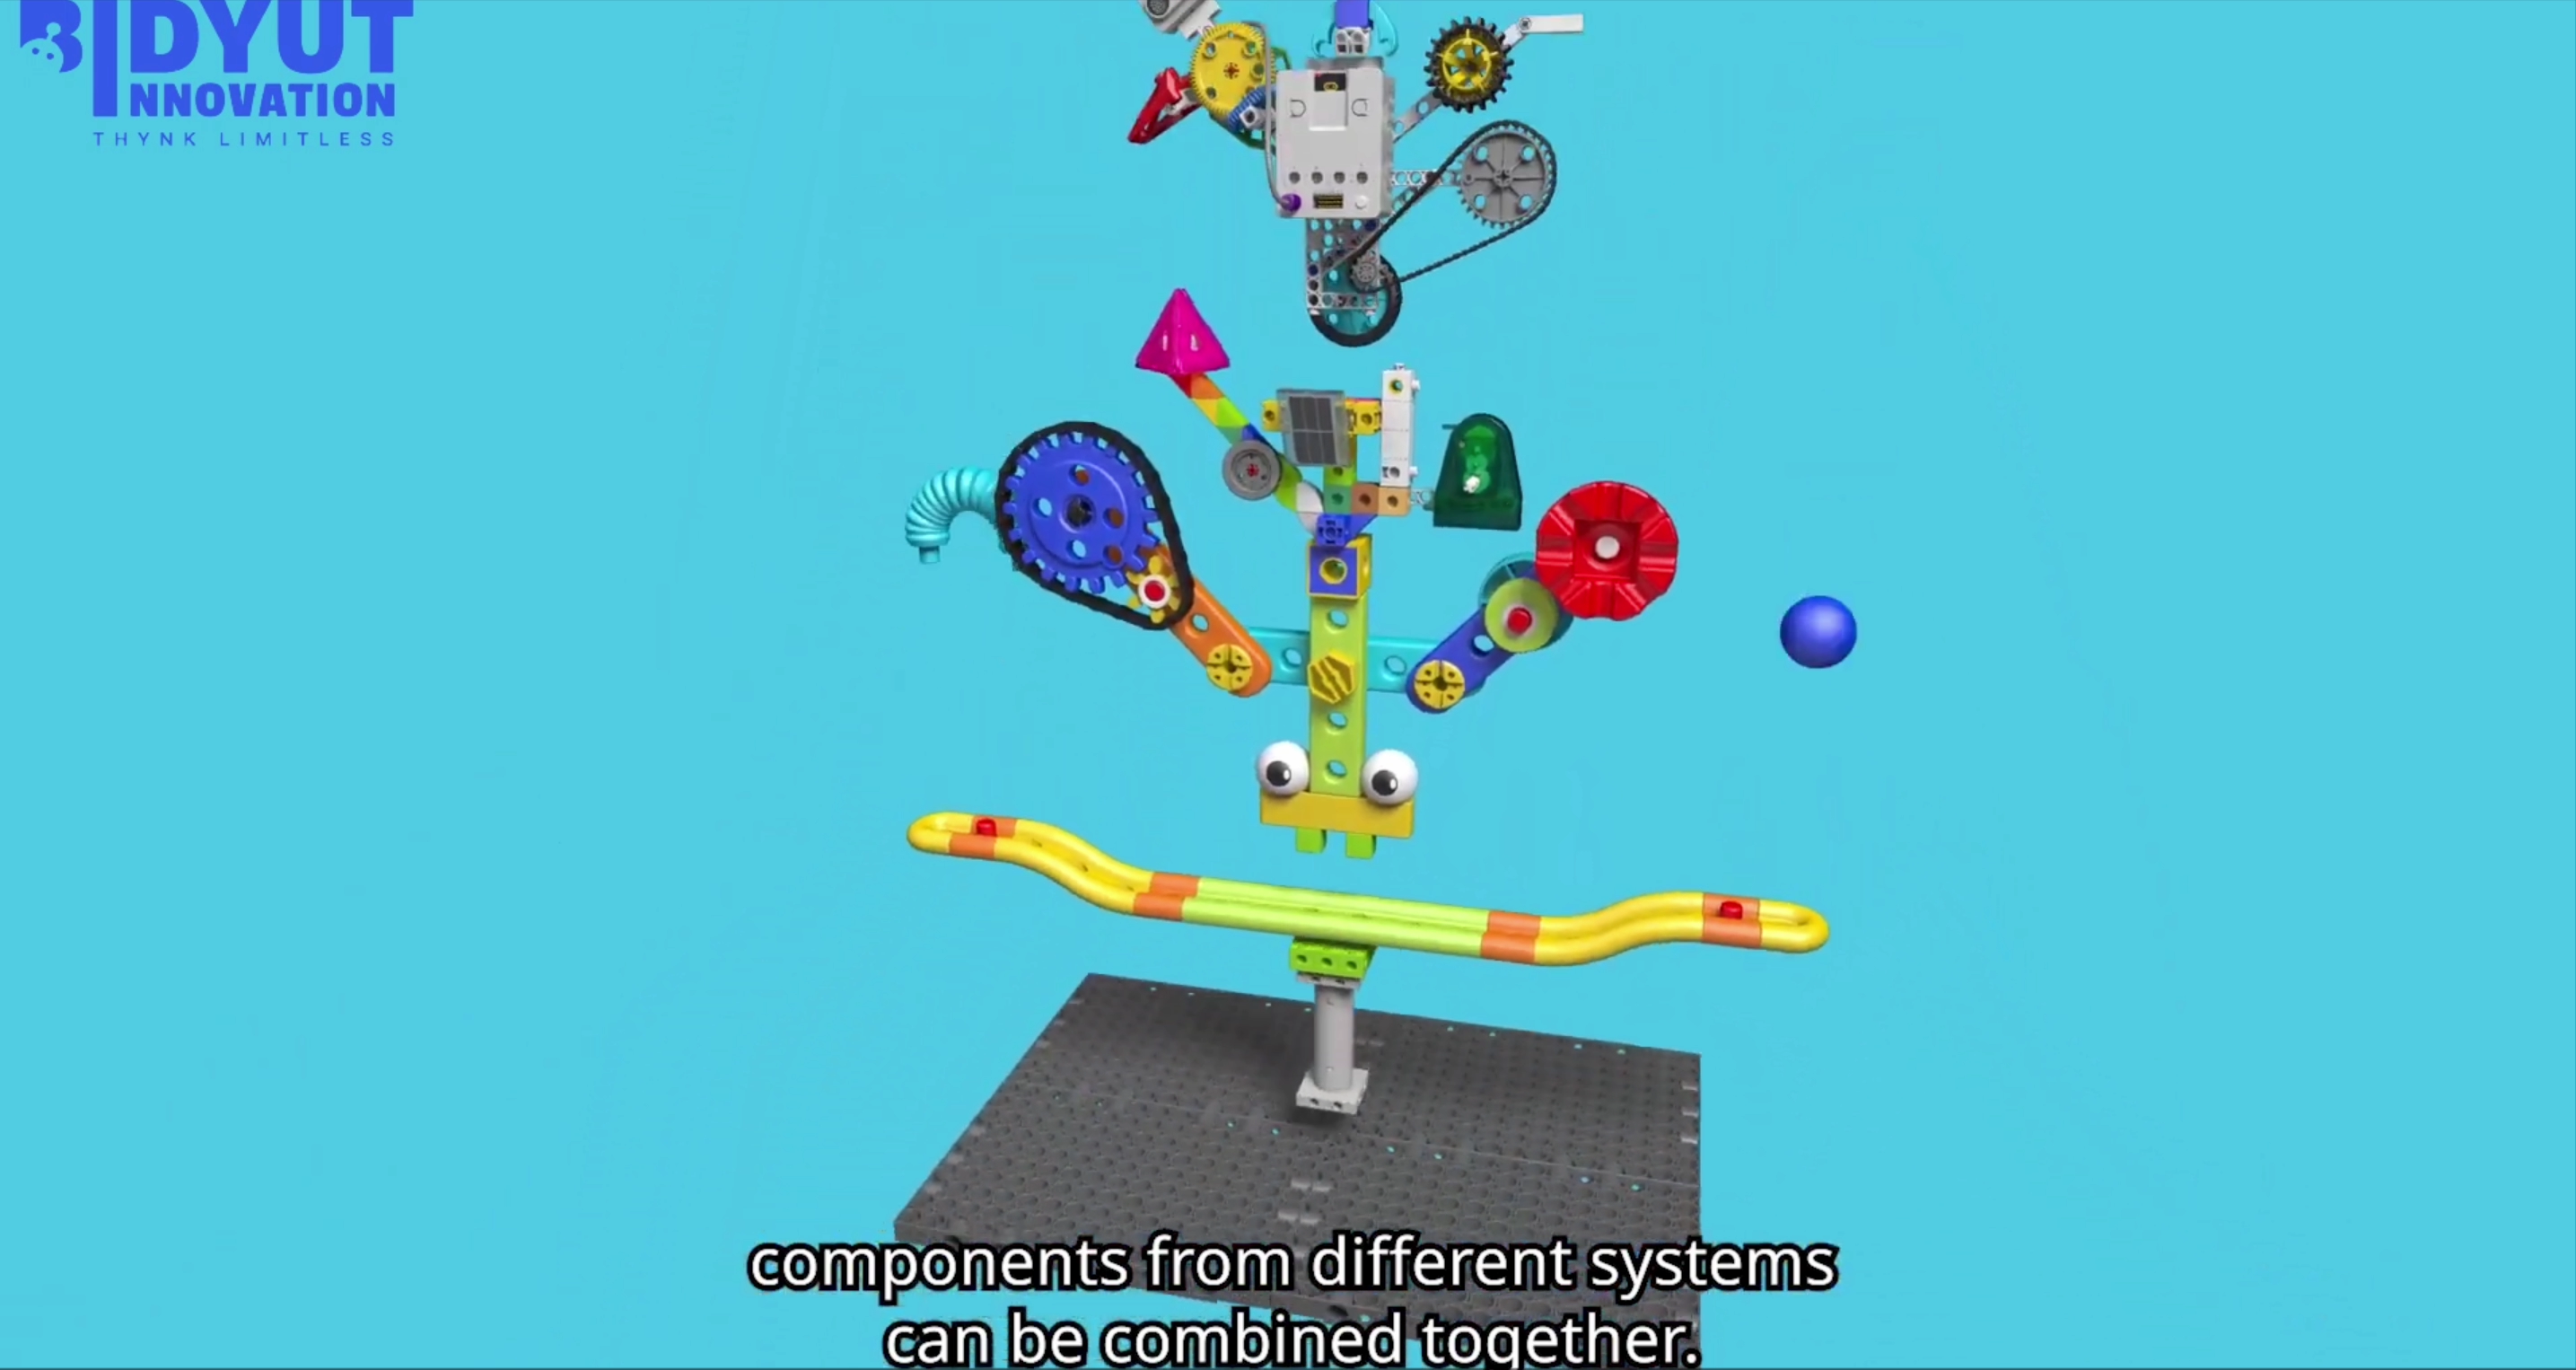 BIDYUT
INNOVATION
THYNK LIMITLESS
components from different systems
can be combined together.